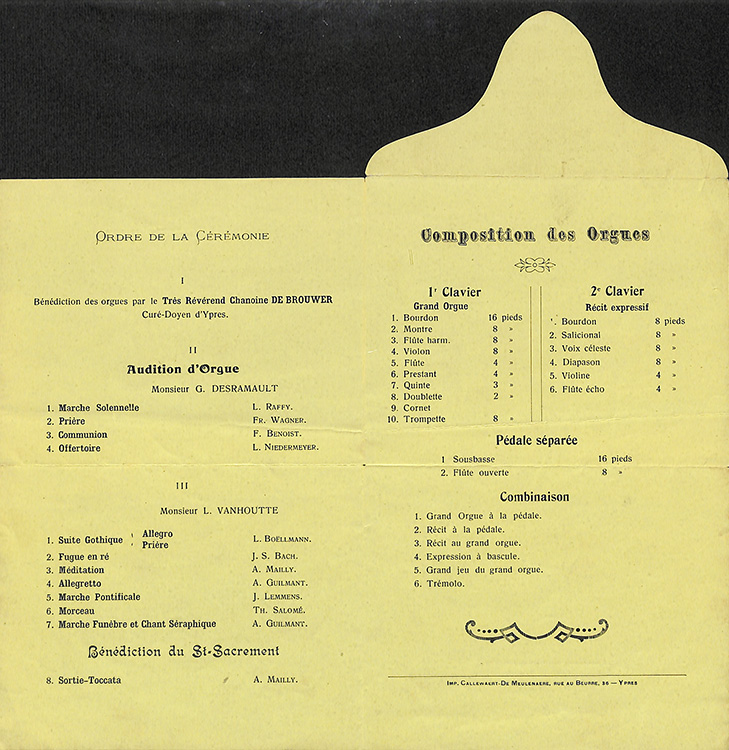 ORDRE DE LA CÉRÉMONIE
I
Bénédiction des orgues par le Très Révérend Chanoine DE BROUWER
Curé-Doyen d'Ypres.
II
Audition d'Orgue
Monsieur G. DESRAMAULT
1. Marche Solennelle L. RAFFY.
2. Prière FR. WAGNER.
3. Communion F. BENOIST.
4. Offertoire L. NIEDERMEYER.
III
Monsieur L. VANHOUTTE
1. Suite Gothique Allegro Prière L. BOËLLMANN.
2. Fugue en ré J. S. BACH.
3. Méditation A. MAILLY.
4. Allegretto A. GUILMANT.
5. Marche Pontificale J. LEMMENS.
6. Morceau TH. SALOMÉ.
7. Marche Funèbre et Chant Séraphique A. GUILMANT.
Bénédiction du St-Sacrement
8. Sortie-Toccata A. MAILLY.
Composition des Orgues
1r Clavier
Grand Orgue
1. Bourdon 16 pieds
2. Montre 8 »
3. Flûte harm. 8 »
4. Violon 8 »
5. Flûte 4 »
6. Prestant 4 »
7. Quinte 3 »
8. Doublette 2 »
9. Cornet
10. Trompette 8 »
2e Clavier
Récit expressif
1. Bourdon 8 pieds
2. Salicional 8 »
3. Voix céleste 8 »
4. Diapason 8 »
5. Violine 4 »
6. Flûte écho 4 »
Pédale séparée
1 Sousbasse 16 pieds
2. Flûte ouverte 8 »
Combinaison
1. Grand Orgue à la pédale.
2. Récit à la pédale.
3. Récit au grand orgue.
4. Expression à bascule.
5. Grand jeu du grand orgue.
6. Trémolo.
IMP. CALLEWAERT-DE MEULENAERE, RUE AU BEURRE, 36 — YPRES